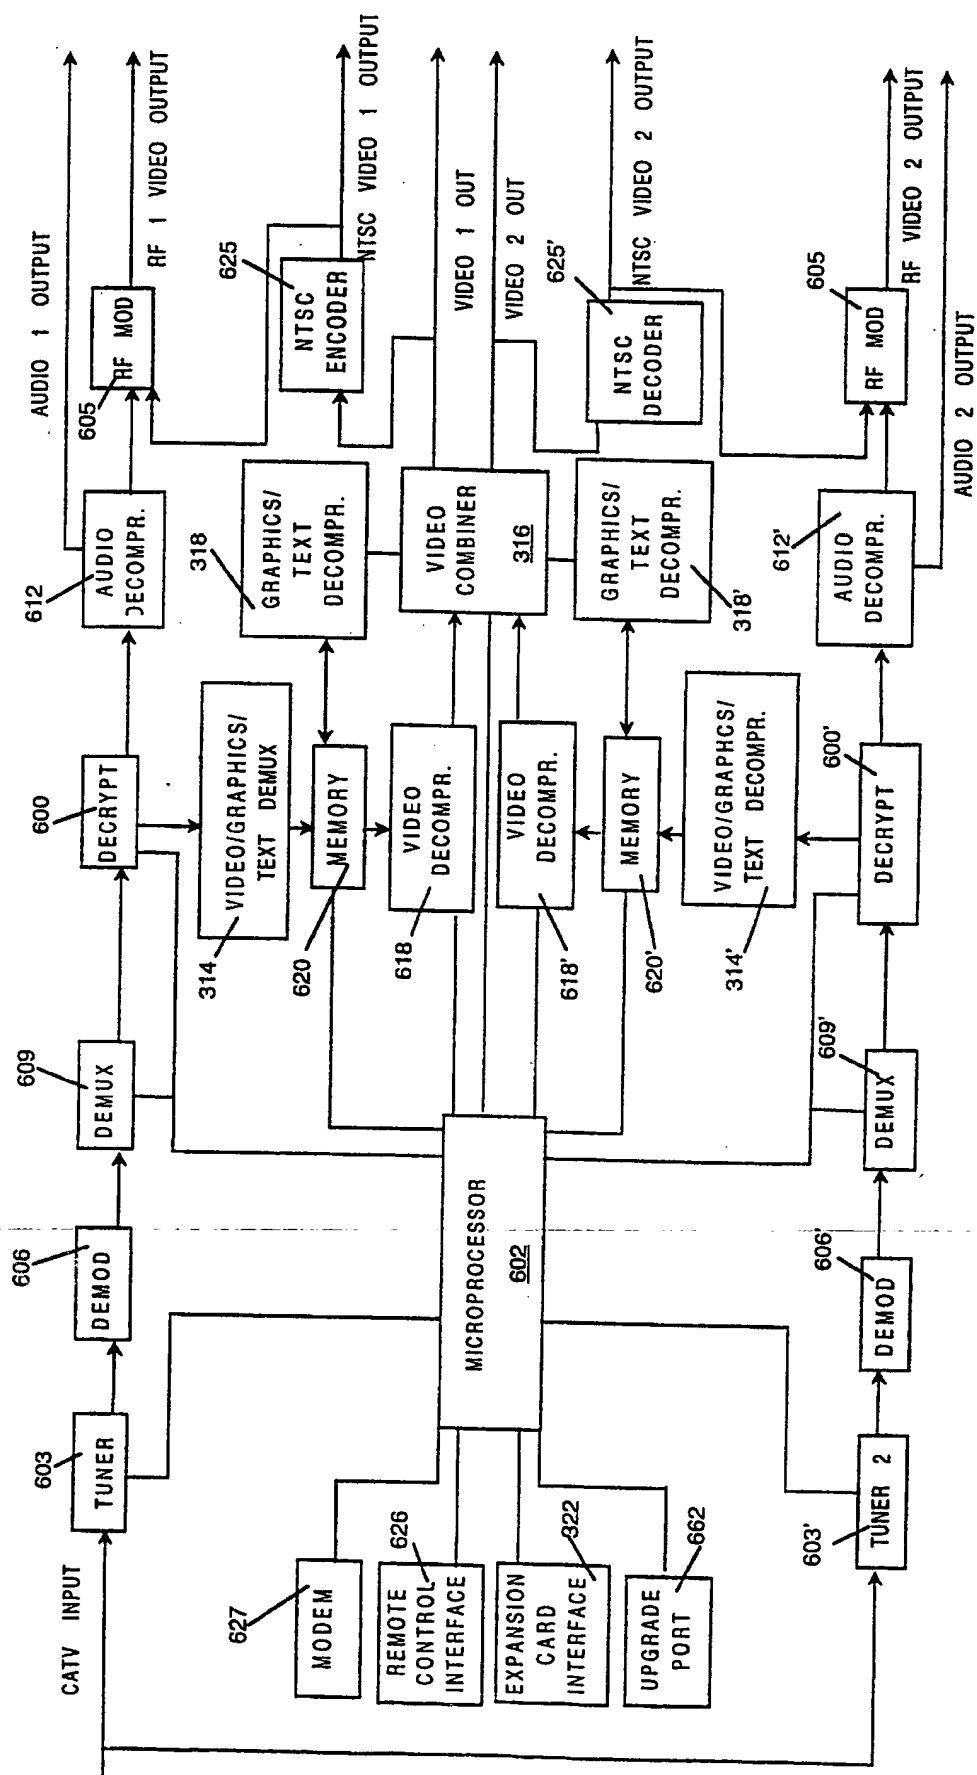 CATV INPUT
603
TUNER
606
DEMOD
609
DEMUX
600
DECRYPT
612
AUDIO
DECOMPR.
605
RF MOD
AUDIO 1 OUTPUT
RF 1 VIDEO OUTPUT
314
VIDEO/GRAPHICS/
TEXT DEMUX
318
GRAPHICS/
TEXT
DECOMPR.
625
NTSC
ENCODER
NTSC VIDEO 1 OUTPUT
627
MODEM
620
MEMORY
626
REMOTE
CONTROL
INTERFACE
618
VIDEO
DECOMPR.
VIDEO
COMBINER
316
VIDEO 1 OUT
MICROPROCESSOR
602
322
EXPANSION
CARD
INTERFACE
618'
VIDEO
DECOMPR.
VIDEO 2 OUT
625'
NTSC
DECODER
NTSC VIDEO 2 OUTPUT
662
UPGRADE
PORT
620'
MEMORY
GRAPHICS/
TEXT
DECOMPR.
318'
314'
VIDEO/GRAPHCS/
TEXT DECOMPR.
603'
TUNER 2
606'
DEMOD
609'
DEMUX
600'
DECRYPT
612'
AUDIO
DECOMPR.
605
RF MOD
RF VIDEO 2 OUTPUT
AUDIO 2 OUTPUT